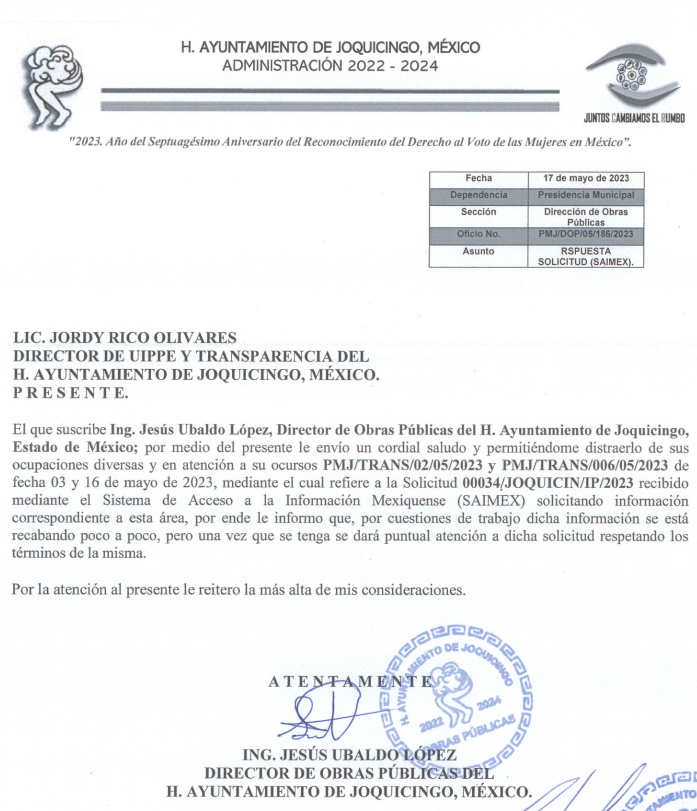 H. AYUNTAMIENTO DE JOQUICINGO, MÉXICO
ADMINISTRACIÓN 2022 - 2024
JUNTOS CAMBIAMOS EL RUMBO
"2023. Año del Septuagésimo Aniversario del Reconocimiento del Derecho al Voto de las Mujeres en México".
Fecha 17 de mayo de 2023
Dependencia Presidencia Municipal
Sección Dirección de Obras
Públicas
Oficio No. PMJ/DOP/05/186/2023
Asunto RSPUESTA
SOLICITUD (SAIMEX).
LIC. JORDY RICO OLIVARES
DIRECTOR DE UIPPE Y TRANSPARENCIA DEL
H. AYUNTAMIENTO DE JOQUICINGO, MÉXICO.
P R E S E N T E.
El que suscribe Ing. Jesús Ubaldo López, Director de Obras Públicas del H. Ayuntamiento de Joquicingo,
Estado de México; por medio del presente le envío un cordial saludo y permitiéndome distraerlo de sus
ocupaciones diversas y en atención a su ocursos PMJ/TRANS/02/05/2023 y PMJ/TRANS/006/05/2023 de
fecha 03 y 16 de mayo de 2023, mediante el cual refiere a la Solicitud 00034/JOQUICIN/IP/2023 recibido
mediante el Sistema de Acceso a la Información Mexiquense (SAIMEX) solicitando información
correspondiente a esta área, por ende le informo que, por cuestiones de trabajo dicha información se está
recabando poco a poco, pero una vez que se tenga se dará puntual atención a dicha solicitud respetando los
términos de la misma.
Por la atención al presente le reitero la más alta de mis consideraciones.
A T E N T A M E N T E
H. AYUNTAMIENTO DE JOQUICINGO
2022 2024
OBRAS PÚBLICAS
ING. JESÚS UBALDO LÓPEZ
DIRECTOR DE OBRAS PÚBLICAS DEL
H. AYUNTAMIENTO DE JOQUICINGO, MÉXICO.